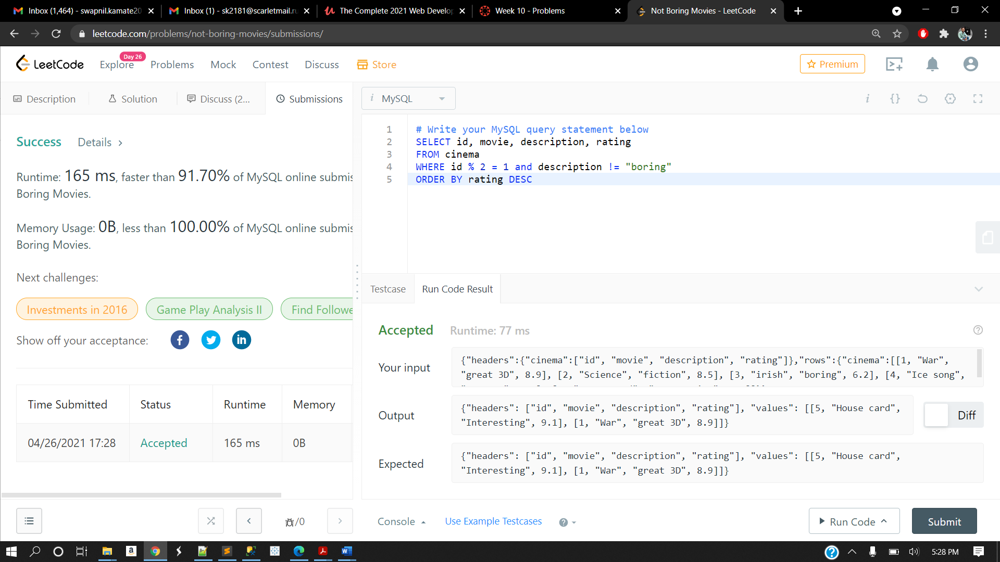 Inbox (1,464) - swapnil.kamate20
Inbox (1) - sk2181@scarletmail.ru
The Complete 2021 Web Develop
Week 10 - Problems
Not Boring Movies - LeetCode
leetcode.com/problems/not-boring-movies/submissions/
LeetCode
Explore
Day 26
Problems
Mock
Contest
Discuss
Store
Premium
Description
Solution
Discuss (2...
Submissions
i MySQL
i {}
Success Details >
Runtime: 165 ms, faster than 91.70% of MySQL online submis
Boring Movies.
Memory Usage: 0B, less than 100.00% of MySQL online submis
Boring Movies.
Next challenges:
Investments in 2016
Game Play Analysis II
Find Followe
Show off your acceptance:
Time Submitted Status Runtime Memory
04/26/2021 17:28 Accepted 165 ms 0B
1 # Write your MySQL query statement below
2 SELECT id, movie, description, rating
3 FROM cinema
4 WHERE id % 2 = 1 and description != "boring"
5 ORDER BY rating DESC
Testcase
Run Code Result
Accepted Runtime: 77 ms
Your input
{"headers":{"cinema":["id", "movie", "description", "rating"]},"rows":{"cinema":[[1, "War",
"great 3D", 8.9], [2, "Science", "fiction", 8.5], [3, "irish", "boring", 6.2], [4, "Ice song",
Output
{"headers": ["id", "movie", "description", "rating"], "values": [[5, "House card",
"Interesting", 9.1], [1, "War", "great 3D", 8.9]]}
Diff
Expected
{"headers": ["id", "movie", "description", "rating"], "values": [[5, "House card",
"Interesting", 9.1], [1, "War", "great 3D", 8.9]]}
/0
Console
Use Example Testcases
Run Code
Submit
5:28 PM